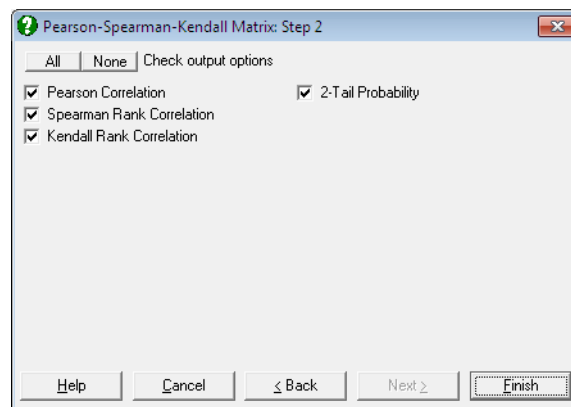 Pearson-Spearman-Kendall Matrix: Step 2
All None Check output options
Pearson Correlation 2-Tail Probability
Spearman Rank Correlation
Kendall Rank Correlation
Help Cancel < Back Next > Finish